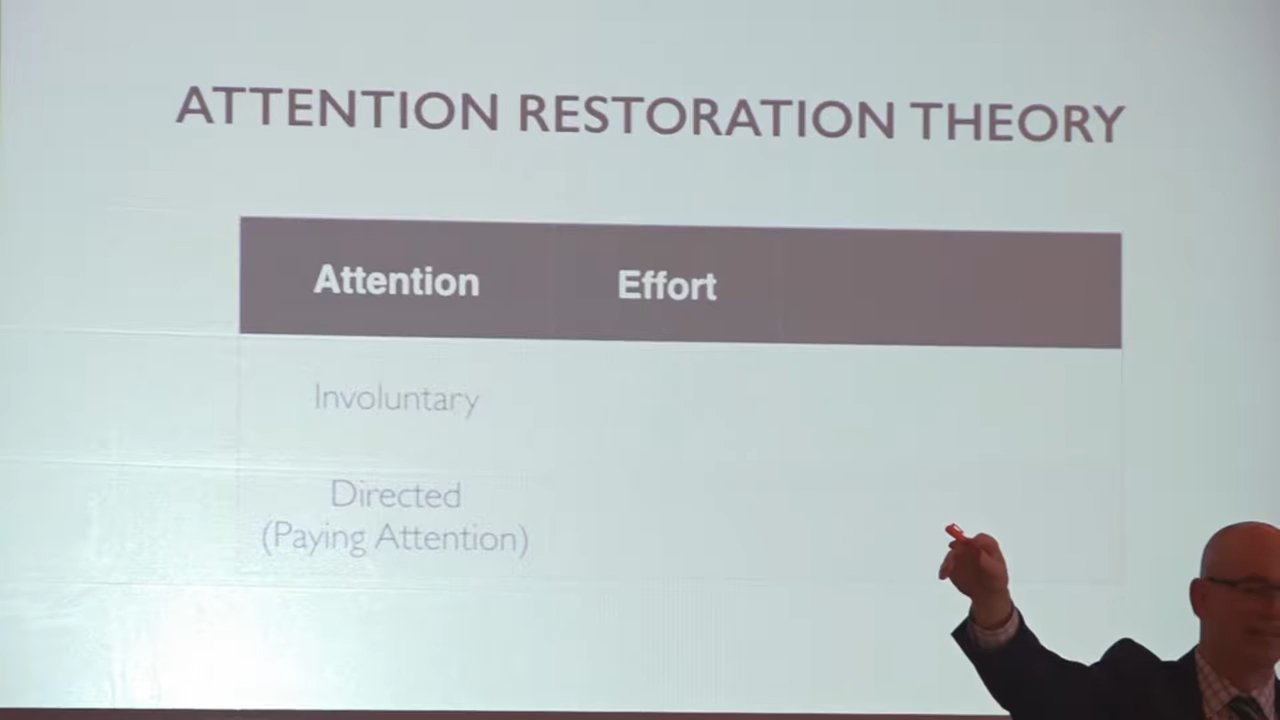 ATTENTION RESTORATION THEORY
Attention Effort
Involuntary
Directed
(Paying Attention)